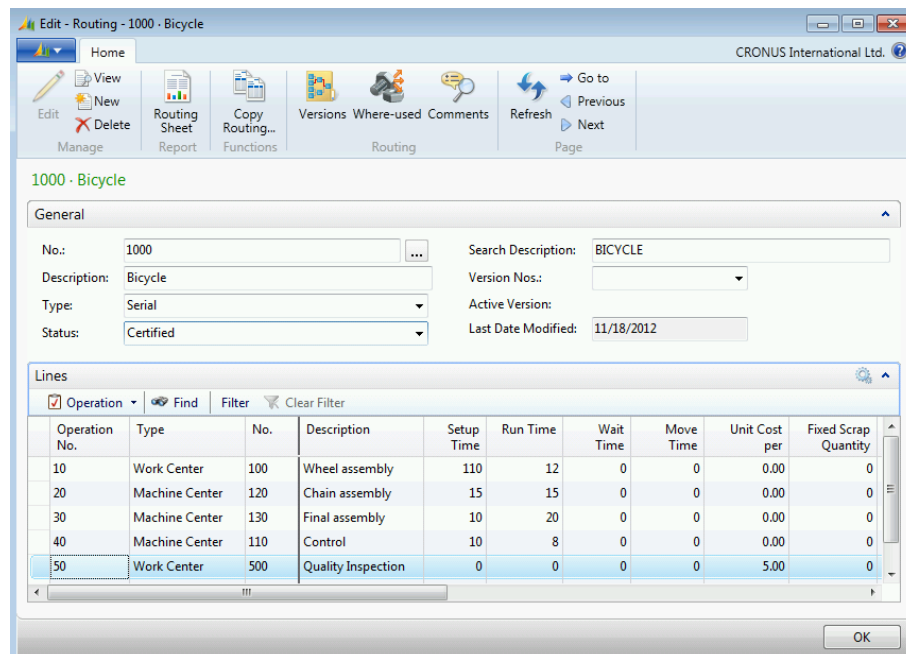 Edit - Routing - 1000 · Bicycle
Home
CRONUS International Ltd.
Edit
View
New
Delete
Manage
Routing Sheet
Report
Copy Routing...
Functions
Versions Where-used Comments
Routing
Refresh
Go to
Previous
Next
Page
1000 · Bicycle
General
No.: 1000 ...
Description: Bicycle
Type: Serial
Status: Certified
Search Description: BICYCLE
Version Nos.:
Active Version:
Last Date Modified: 11/18/2012
Lines
Operation Find Filter Clear Filter
Operation No. Type No. Description Setup Time Run Time Wait Time Move Time Unit Cost per Fixed Scrap Quantity
10 Work Center 100 Wheel assembly 110 12 0 0 0.00 0
20 Machine Center 120 Chain assembly 15 15 0 0 0.00 0
30 Machine Center 130 Final assembly 10 20 0 0 0.00 0
40 Machine Center 110 Control 10 8 0 0 0.00 0
50 Work Center 500 Quality Inspection 0 0 0 0 5.00 0
OK